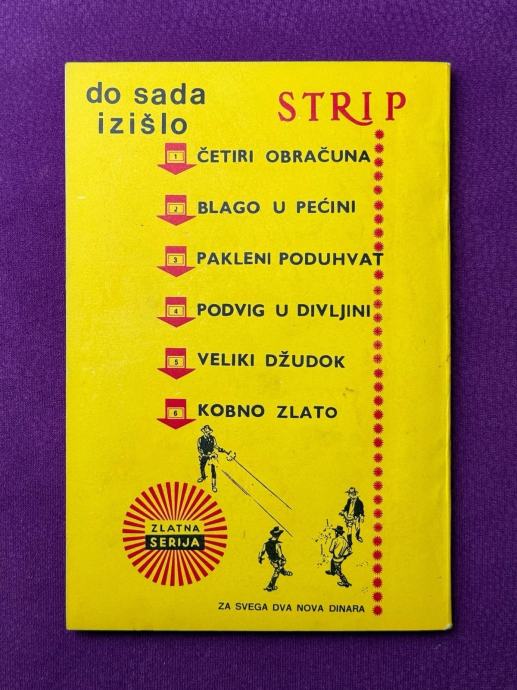 do sada
izišlo
STRIP
1 ČETIRI OBRAČUNA
2 BLAGO U PEĆINI
3 PAKLENI PODUHVAT
4 PODVIG U DIVLJINI
5 VELIKI DŽUDOK
6 KOBNO ZLATO
ZLATNA
SERIJA
ZA SVEGA DVA NOVA DINARA